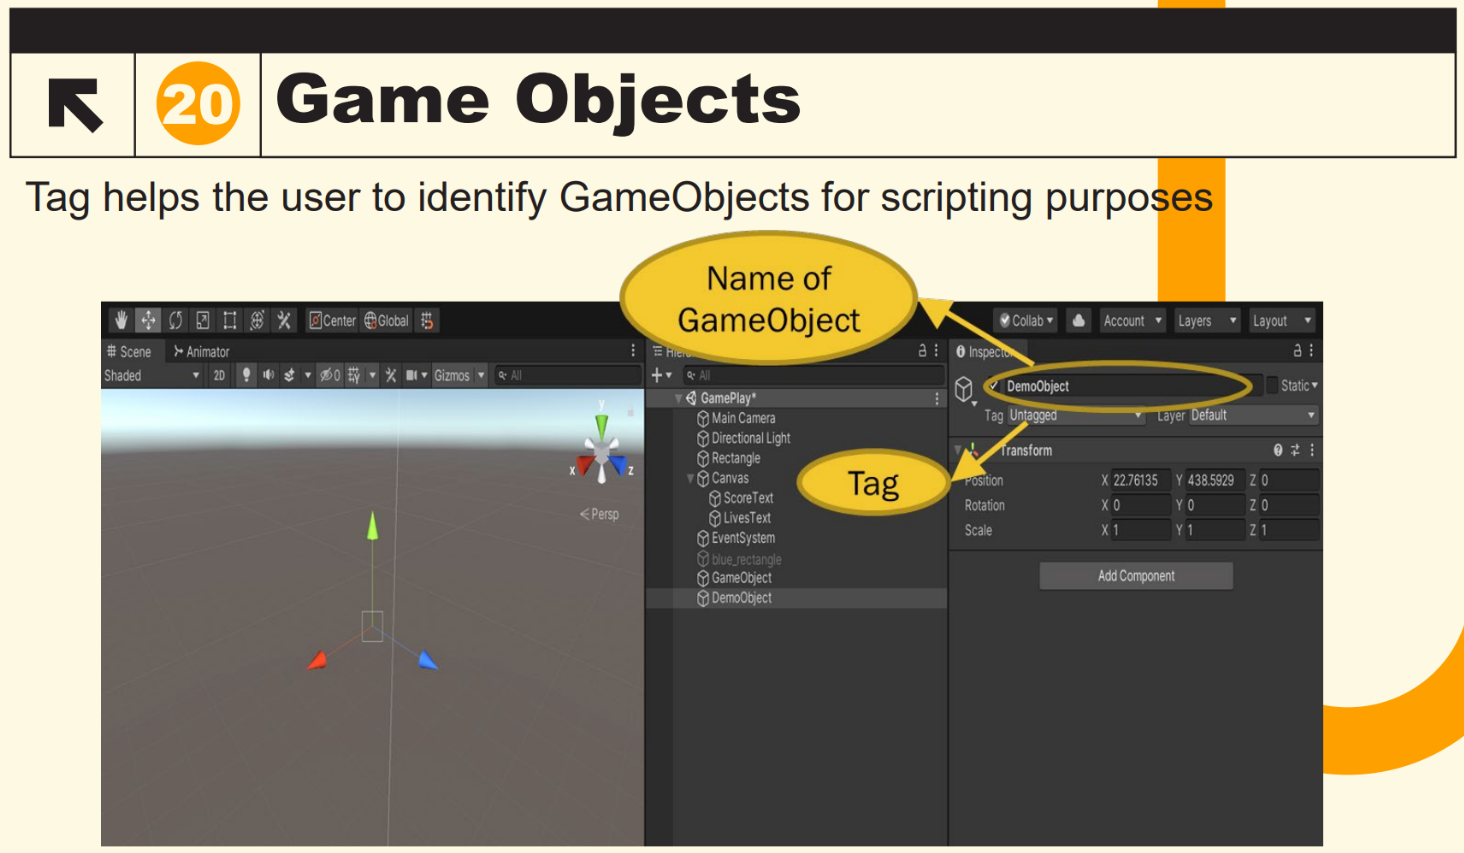 20 Game Objects
Tag helps the user to identify GameObjects for scripting purposes
Name of
GameObject
Center Global
Collab Account Layers Layout
Scene Animator
Inspector
Shaded 2D 0 Gizmos All
All
DemoObject Static
Tag Untagged Layer Default
GamePlay*
Main Camera
Directional Light
Rectangle
Canvas
ScoreText
LivesText
EventSystem
blue_rectangle
GameObject
DemoObject
y
x z
Persp
Tag
Transform
Position X 22.76135 Y 438.5929 Z 0
Rotation X 0 Y 0 Z 0
Scale X 1 Y 1 Z 1
Add Component